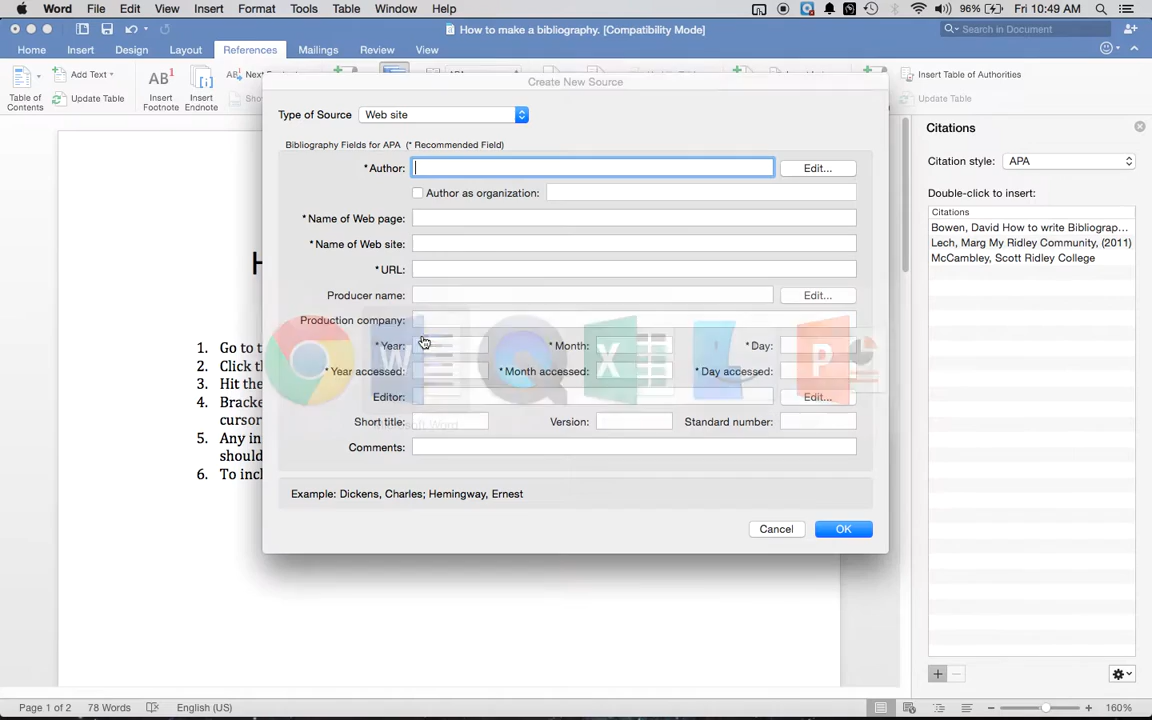 Word File Edit View Insert Format Tools Table Window Help 96% Fri 10:49 AM
How to make a bibliography. [Compatibility Mode] Search in Document
Home Insert Design Layout References Mailings Review View
Table of Contents Add Text Update Table AB1 Insert Footnote Insert Endnote AB Next Insert Table of Authorities Update Table
Create New Source
Type of Source Web site
Bibliography Fields for APA (* Recommended Field)
* Author: Edit...
Author as organization:
* Name of Web page:
* Name of Web site:
* URL:
Producer name: Edit...
Production company:
* Year: * Month: * Day:
* Year accessed: * Month accessed: * Day accessed:
Editor: Edit...
Short title: Version: Standard number:
Comments:
Example: Dickens, Charles; Hemingway, Ernest
Cancel OK
H
1. Go to t
2. Click th
3. Hit the
4. Bracke
cursor
5. Any in
should
6. To incl
Citations
Citation style: APA
Double-click to insert:
Citations
Bowen, David How to write Bibliograp...
Lech, Marg My Ridley Community, (2011)
McCambley, Scott Ridley College
Page 1 of 2 78 Words English (US) 160%